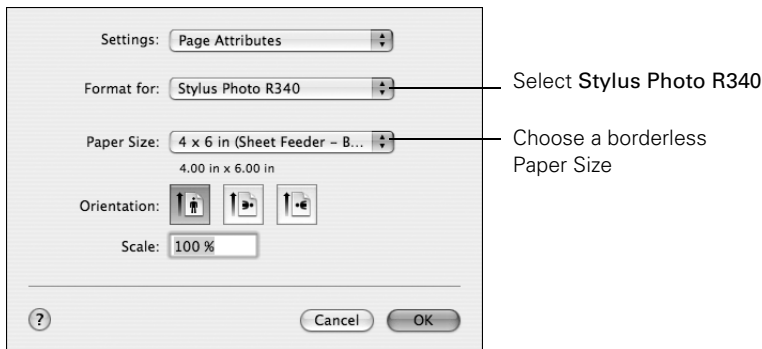 Settings: Page Attributes
Format for: Stylus Photo R340
Select Stylus Photo R340
Paper Size: 4 x 6 in (Sheet Feeder – B...
Choose a borderless
Paper Size
4.00 in x 6.00 in
Orientation:
Scale: 100 %
? Cancel OK